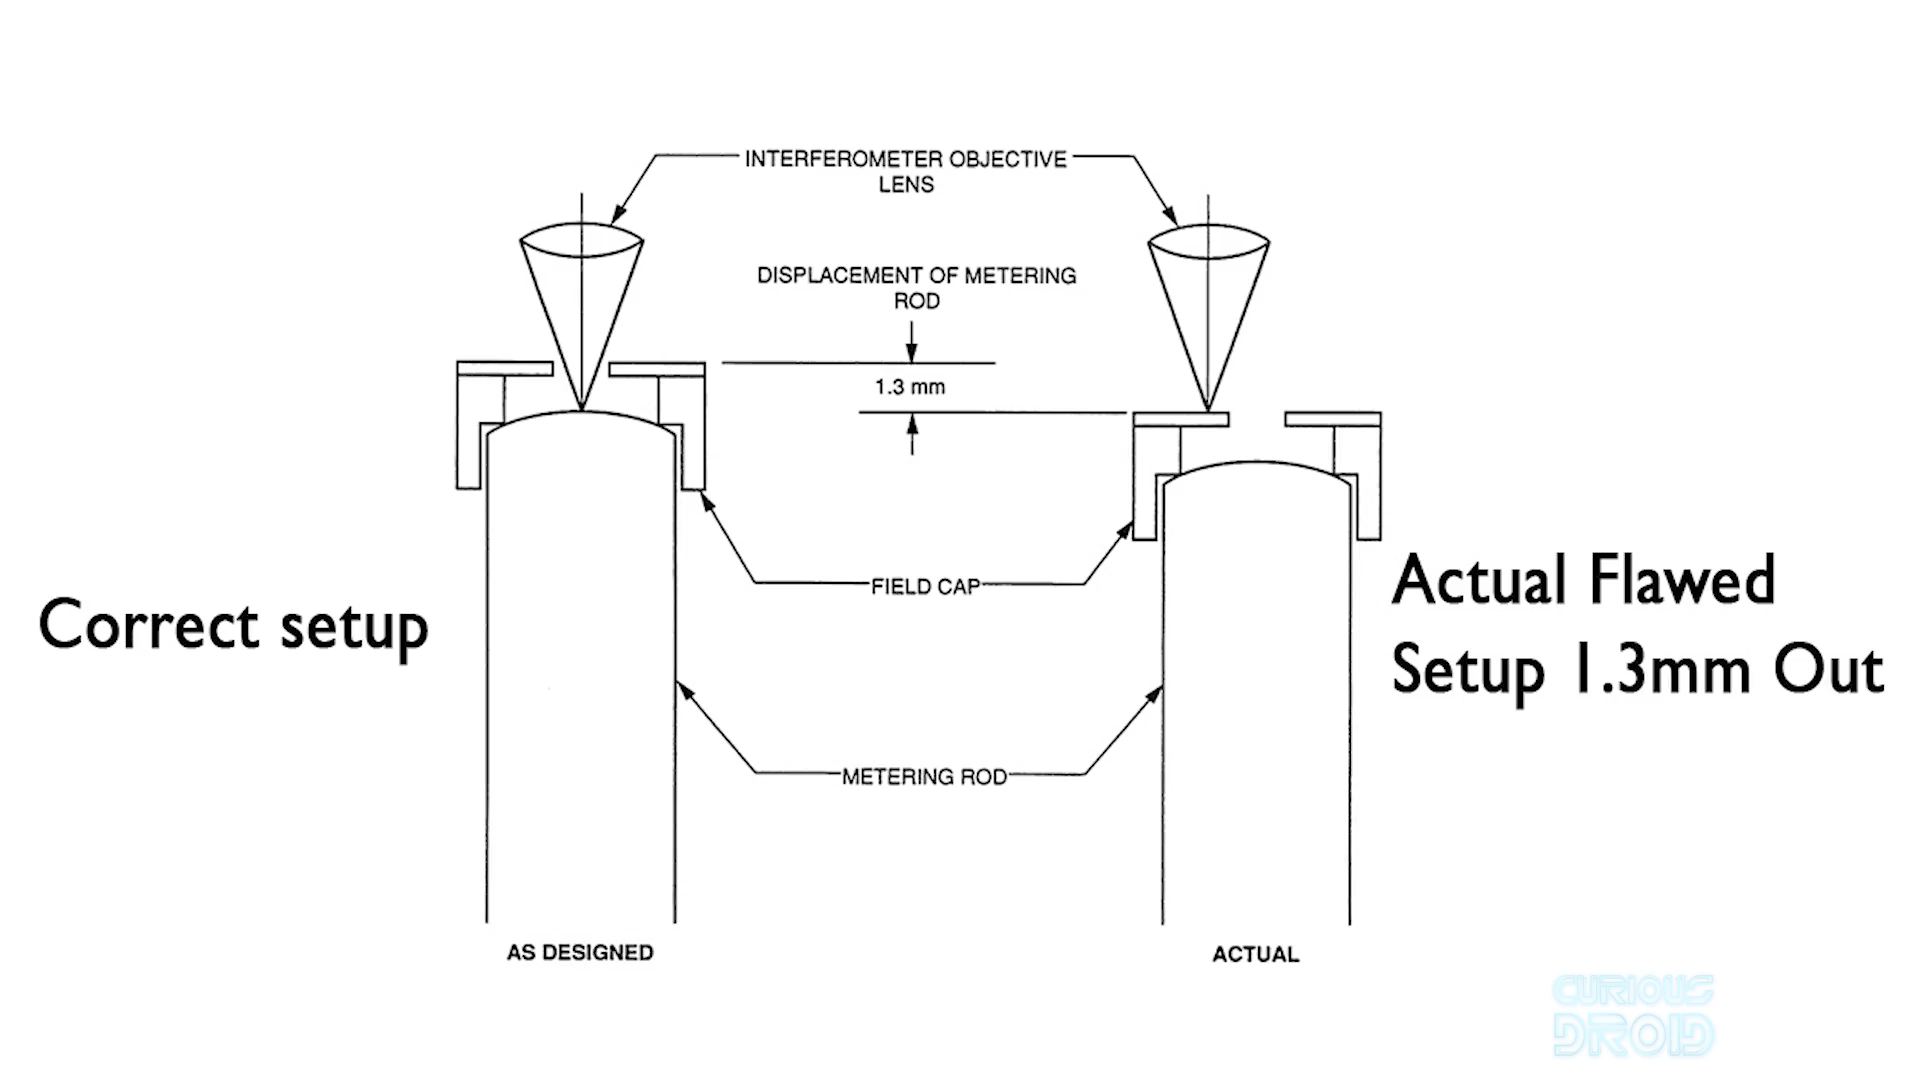 INTERFEROMETER OBJECTIVE
LENS
DISPLACEMENT OF METERING
ROD
1.3 mm
FIELD CAP
Correct setup
Actual Flawed
Setup 1.3mm Out
METERING ROD
AS DESIGNED
ACTUAL
CURIOUS
DROID